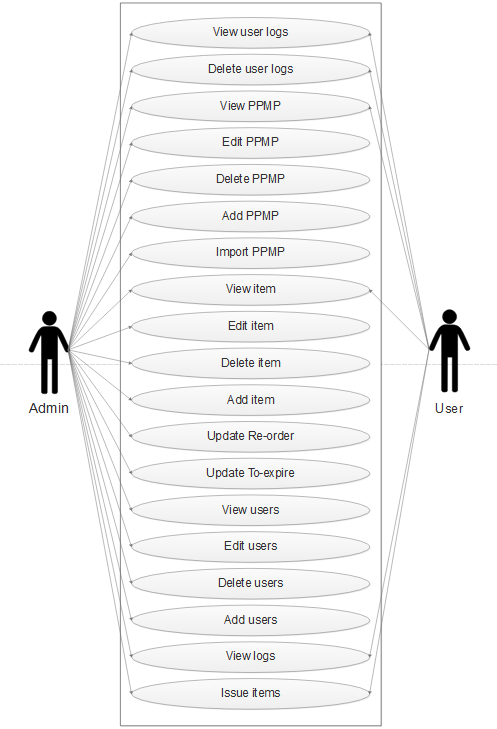 View user logs
Delete user logs
View PPMP
Edit PPMP
Delete PPMP
Add PPMP
Import PPMP
View item
Edit item
Delete item
Add item
Update Re-order
Update To-expire
View users
Edit users
Delete users
Add users
View logs
Issue items
Admin
User